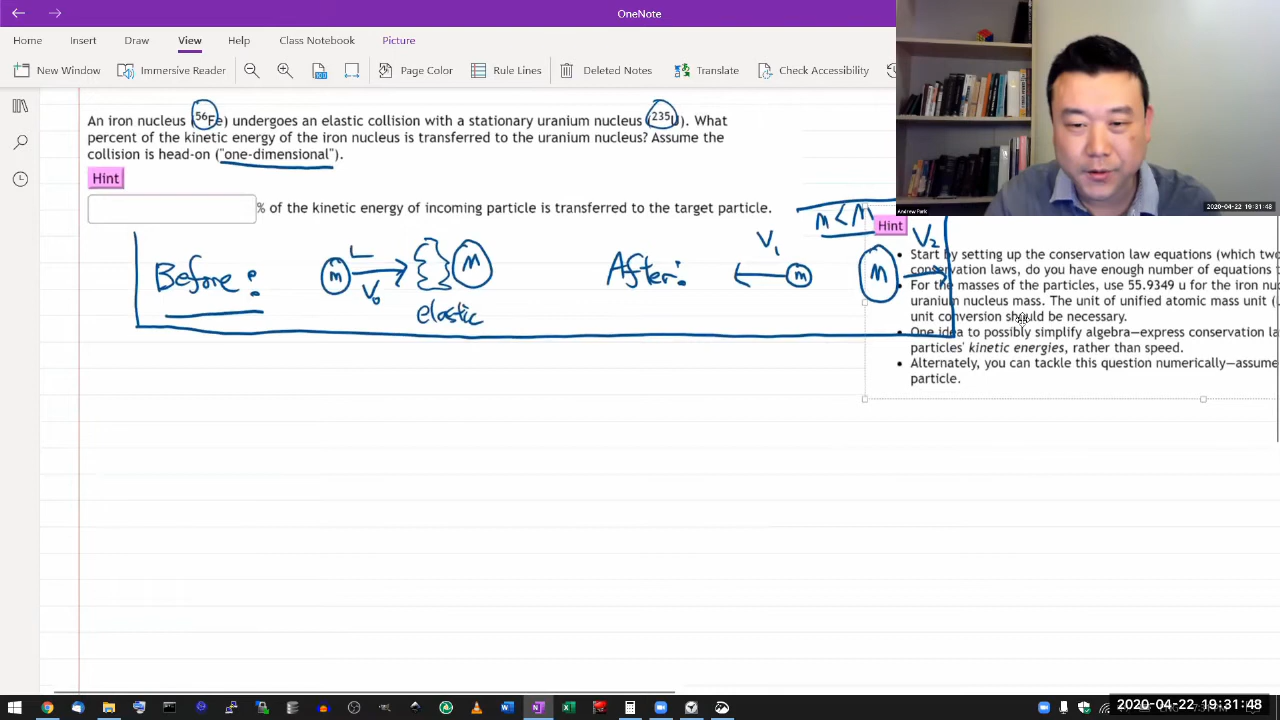 OneNote
Home Insert Draw View Help Class Notebook Picture
New Window Immersive Reader Page Color Rule Lines Deleted Notes Translate Check Accessibility
An iron nucleus (56Fe) undergoes an elastic collision with a stationary uranium nucleus (235U). What
percent of the kinetic energy of the iron nucleus is transferred to the uranium nucleus? Assume the
collision is head-on ("one-dimensional").
Hint
% of the kinetic energy of incoming particle is transferred to the target particle.
Andrew Park
2020-04-22 19:31:48
m < M
Before: m V0 M elastic
After: V1 m M V2
Hint
• Start by setting up the conservation law equations (which two
conservation laws, do you have enough number of equations
• For the masses of the particles, use 55.9349 u for the iron nuc
uranium nucleus mass. The unit of unified atomic mass unit (
unit conversion should be necessary.
• One idea to possibly simplify algebra—express conservation la
particles' kinetic energies, rather than speed.
• Alternately, you can tackle this question numerically—assume
particle.
2020-04-22 19:31:48